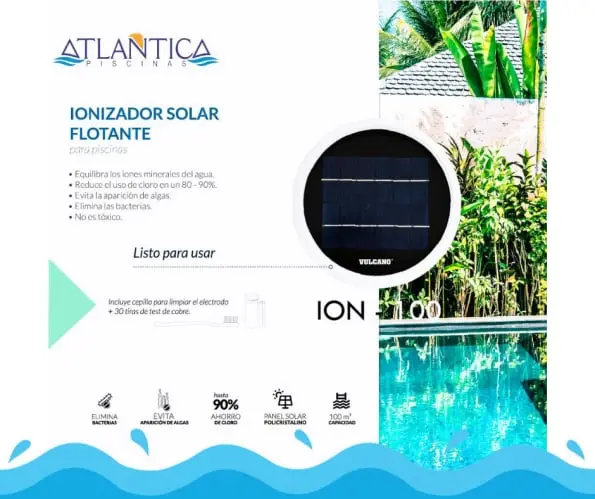 ATLANTICA
PISCINAS
IONIZADOR SOLAR
FLOTANTE
para piscinas
• Equilibra los iones minerales del agua.
• Reduce el uso de cloro en un 80 - 90%.
• Evita la aparición de algas.
• Elimina las bacterias.
• No es tóxico.
Listo para usar
VULCANO®
ION - 100
Incluye cepillo para limpiar el electrodo
+ 30 tiras de test de cobre.
ELIMINA
BACTERIAS
EVITA
APARICIÓN DE ALGAS
hasta
90%
AHORRO
DE CLORO
PANEL SOLAR
POLICRISTALINO
100 m³
CAPACIDAD